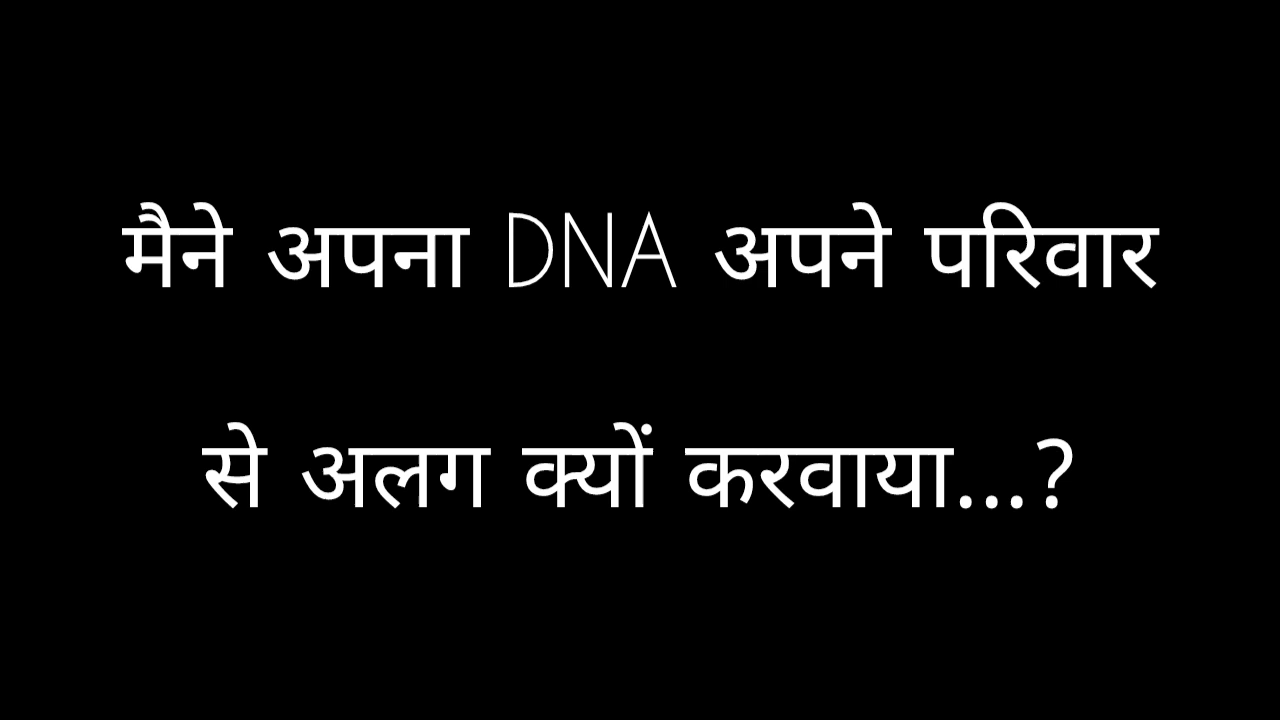 मैने अपना DNA अपने परिवार
से अलग क्यों करवाया...?